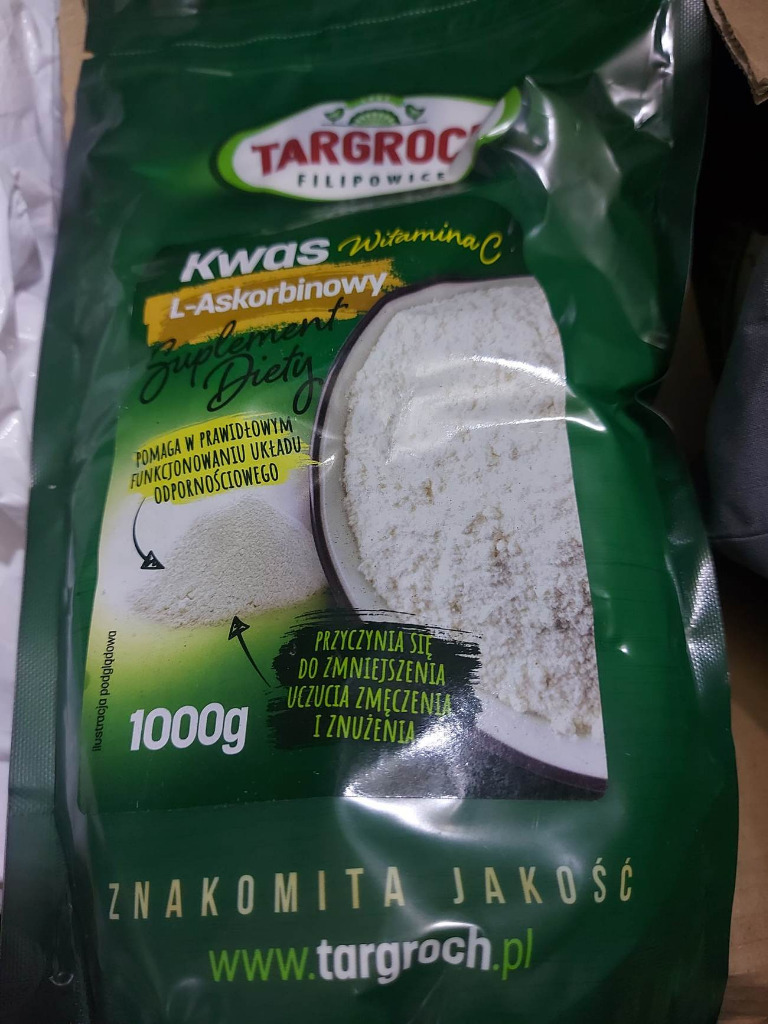 TARGROCH
FILIPOWICE
Kwas Witamina C
L-Askorbinowy
Suplement
Diety
POMAGA W PRAWIDŁOWYM
FUNKCJONOWANIU UKŁADU
ODPORNOŚCIOWEGO
PRZYCZYNIA SIĘ
DO ZMNIEJSZENIA
UCZUCIA ZMĘCZENIA
I ZNUŻENIA
ilustracja podglądowa
1000g
ZNAKOMITA JAKOŚĆ
www.targroch.pl